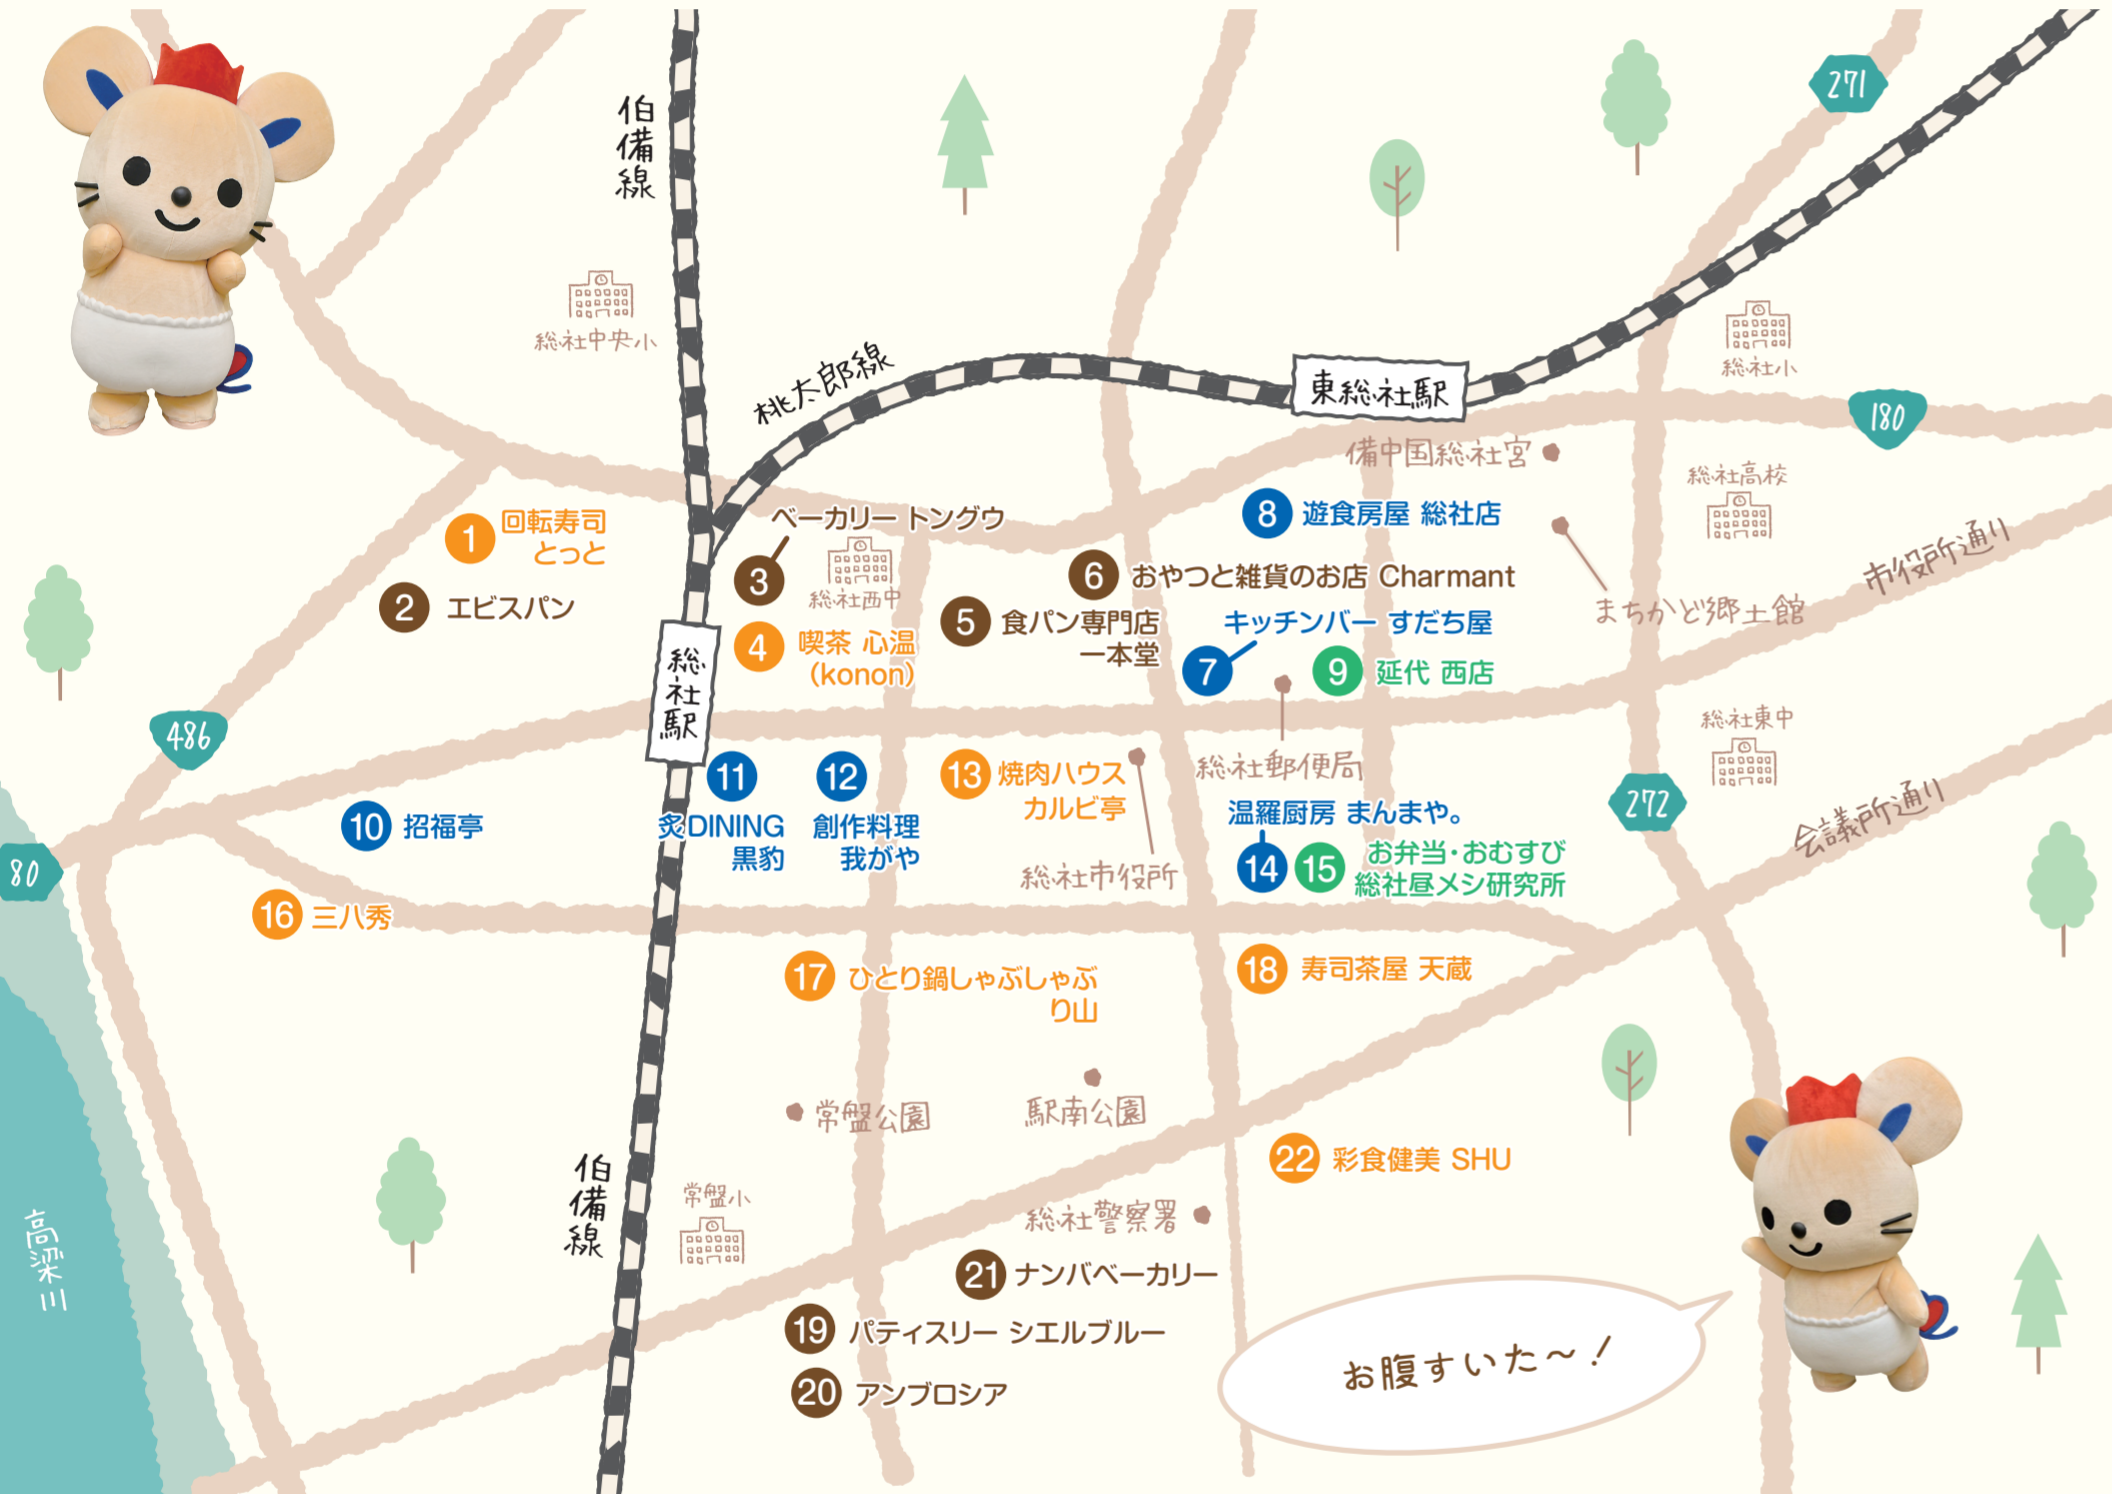 伯備線
271
総社中央小
桃太郎線
東総社駅
総社小
180
備中国総社宮
総社高校
1 回転寿司
とっと
2 エビスパン
ベーカリー トングウ
3
総社西中
4 喫茶 心温
(konon)
5 食パン専門店
一本堂
6 おやつと雑貨のお店 Charmant
キッチンバー すだち屋
7
8 遊食房屋 総社店
9 延代 西店
まちかど郷土館
市役所通り
総社駅
486
総社郵便局
総社東中
272
会議所通り
10 招福亭
11
炙DINING
黒豹
12
創作料理
我がや
13 焼肉ハウス
カルビ亭
総社市役所
温羅厨房 まんまや。
14
15 お弁当・おむすび
総社昼メシ研究所
80
16 三八秀
17 ひとり鍋しゃぶしゃぶ
り山
18 寿司茶屋 天蔵
常盤公園
駅南公園
22 彩食健美 SHU
伯備線
常盤小
総社警察署
高梁川
21 ナンバベーカリー
19 パティスリー シエルブルー
20 アンブロシア
お腹すいた～!